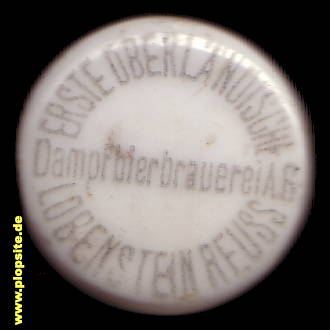 ERSTE OBERLÄNDISCHE
Dampfbierbrauerei A.G.
LOBENSTEIN REUSS
www.plopsite.de